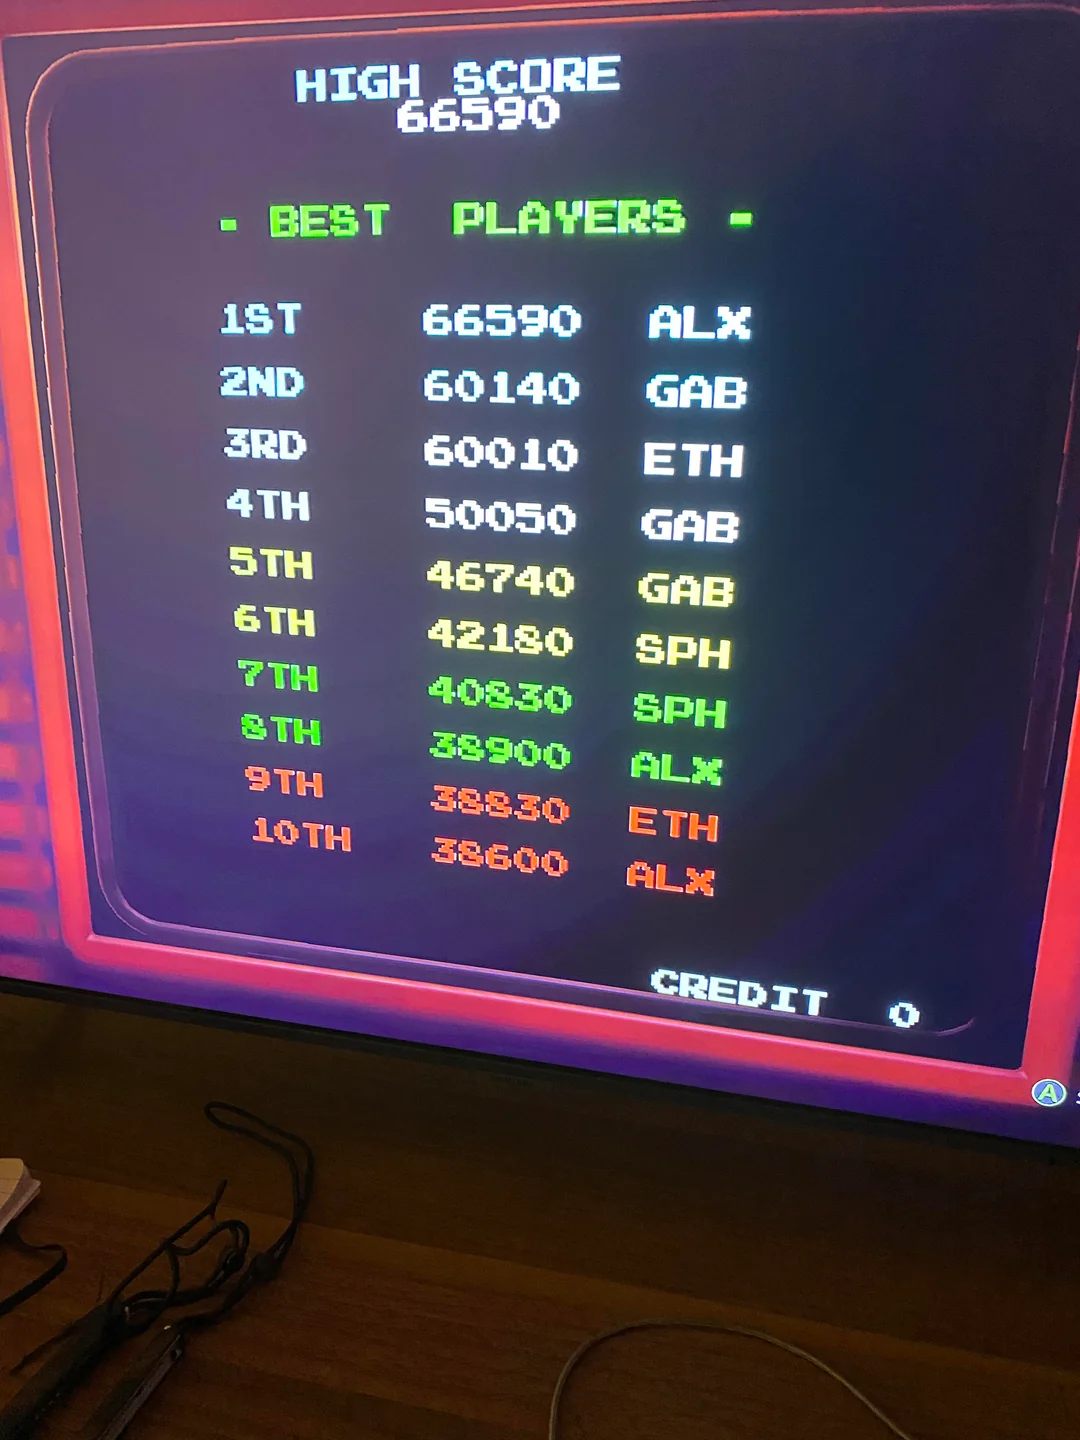 HIGH SCORE
66590
- BEST PLAYERS -
1ST 66590 ALX
2ND 60140 GAB
3RD 60010 ETH
4TH 50050 GAB
5TH 46740 GAB
6TH 42180 SPH
7TH 40830 SPH
8TH 38900 ALX
9TH 38830 ETH
10TH 38600 ALX
CREDIT 0
A